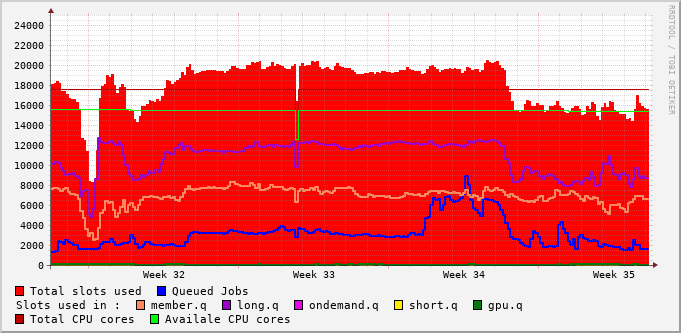 24000
22000
20000
18000
16000
14000
12000
10000
8000
6000
4000
2000
0
Week 32 Week 33 Week 34 Week 35
Total slots used Queued Jobs
Slots used in : member.q long.q ondemand.q short.q gpu.q
Total CPU cores Availale CPU cores
RRDTOOL / TOBI OETIKER